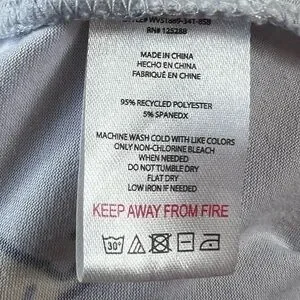 RN# 125288
MADE IN CHINA
HECHO EN CHINA
FABRIQUÉ EN CHINE
95% RECYCLED POLYESTER
5% SPANEDX
MACHINE WASH COLD WITH LIKE COLORS
ONLY NON-CHLORINE BLEACH
WHEN NEEDED
DO NOT TUMBLE DRY
FLAT DRY
LOW IRON IF NEEDED
KEEP AWAY FROM FIRE
30°